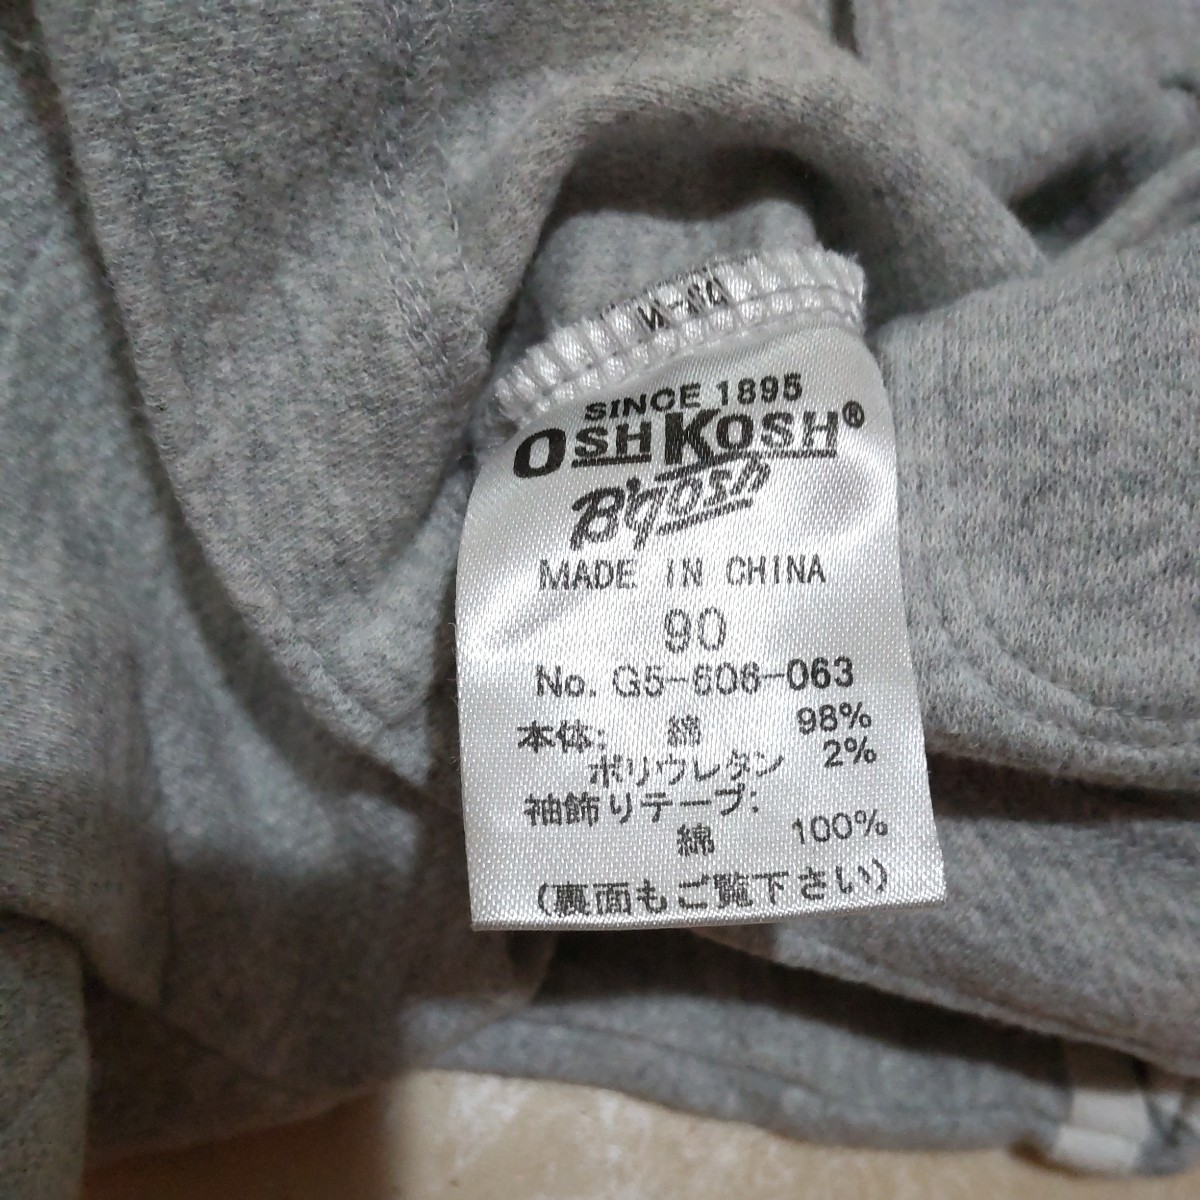 SINCE 1895
OSHKOSH®
B'gosh
MADE IN CHINA
90
No. G5-606-063
本体: 綿 98%
ポリウレタン 2%
袖飾りテープ:
綿 100%
(裏面もご覧下さい)